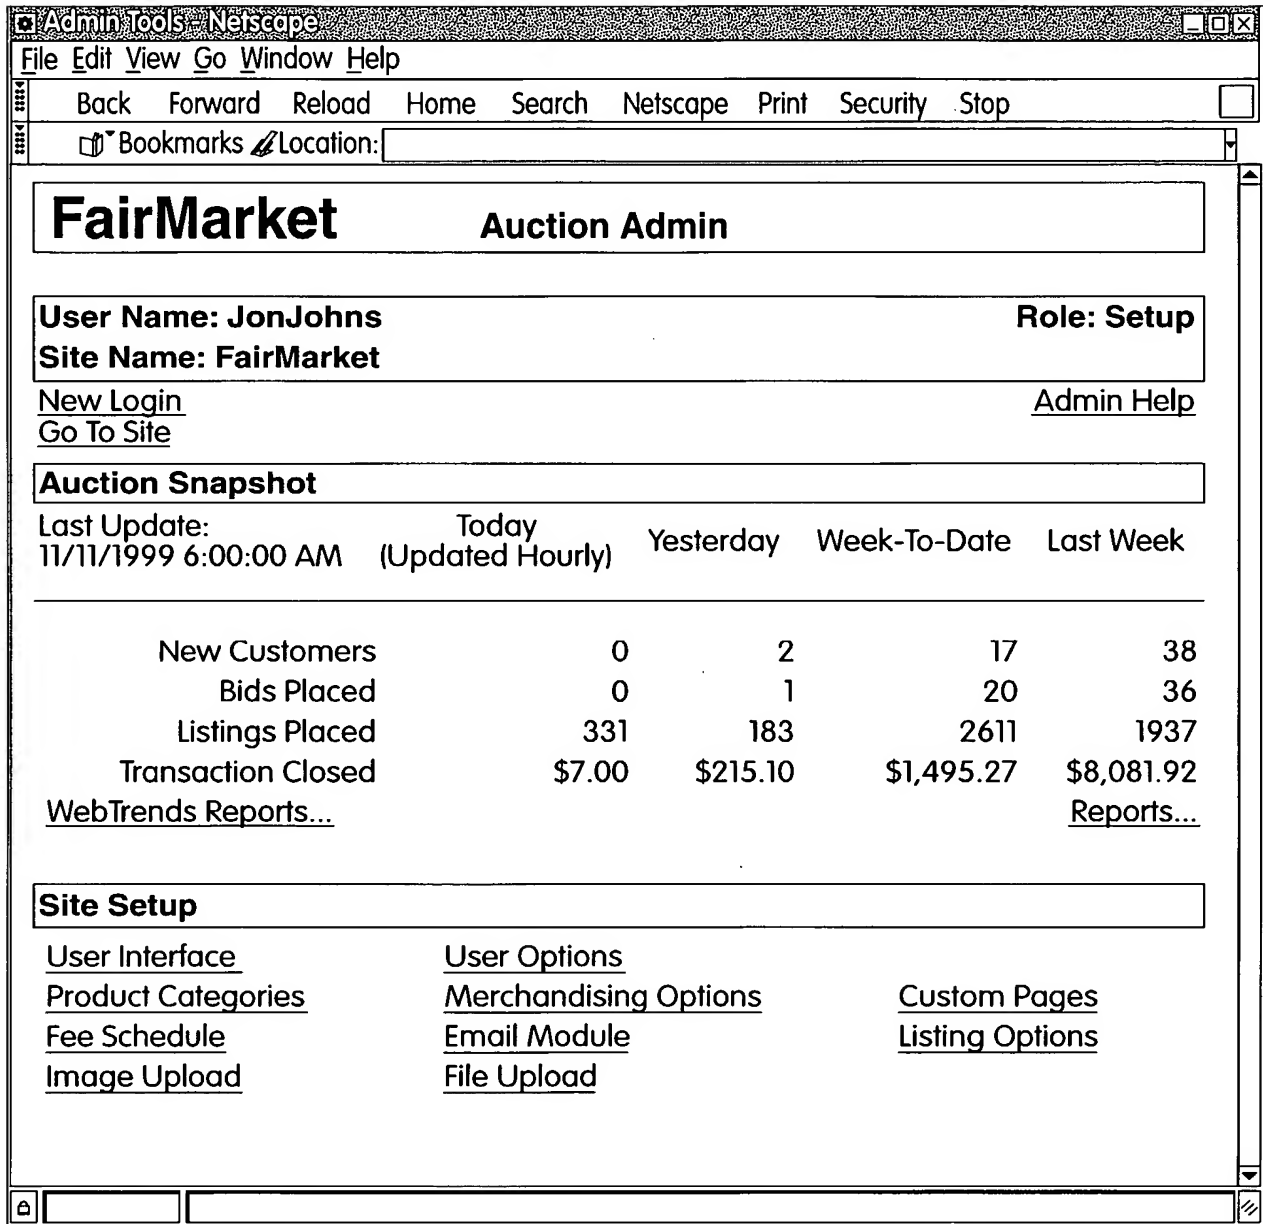 Admin Tools - Netscape
File Edit View Go Window Help
Back Forward Reload Home Search Netscape Print Security Stop
Bookmarks Location:
FairMarket Auction Admin
User Name: JonJohns Role: Setup
Site Name: FairMarket
New Login Admin Help
Go To Site
Auction Snapshot
Last Update: Today Yesterday Week-To-Date Last Week
11/11/1999 6:00:00 AM (Updated Hourly)
New Customers 0 2 17 38
Bids Placed 0 1 20 36
Listings Placed 331 183 2611 1937
Transaction Closed $7.00 $215.10 $1,495.27 $8,081.92
WebTrends Reports... Reports...
Site Setup
User Interface User Options
Product Categories Merchandising Options Custom Pages
Fee Schedule Email Module Listing Options
Image Upload File Upload